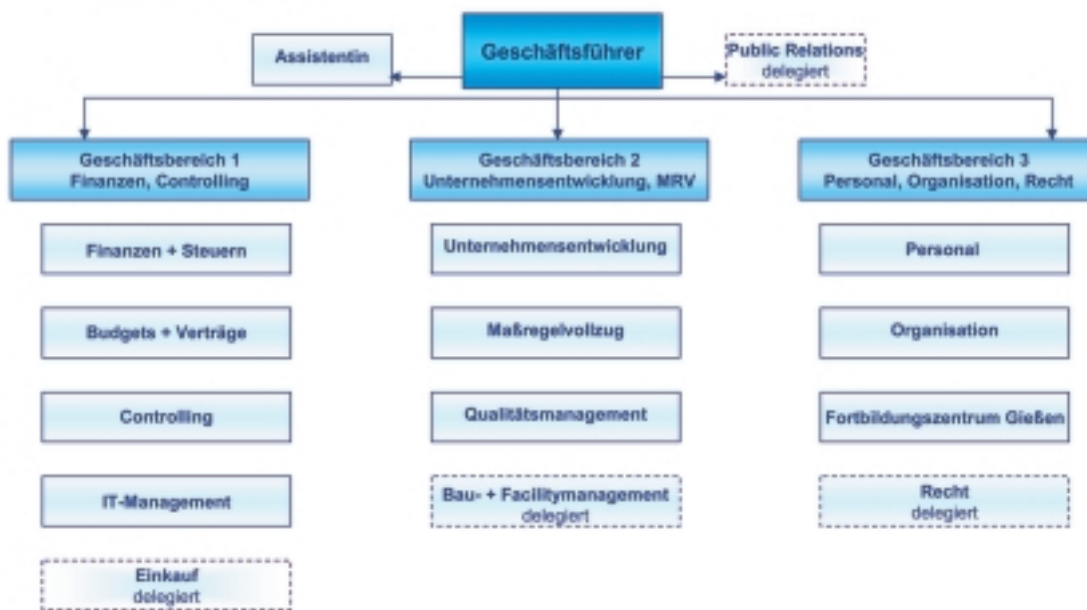 Assistentin
Geschäftsführer
Public Relations
delegiert
Geschäftsbereich 1
Finanzen, Controlling
Geschäftsbereich 2
Unternehmensentwicklung, MRV
Geschäftsbereich 3
Personal, Organisation, Recht
Finanzen + Steuern
Budgets + Verträge
Controlling
IT-Management
Einkauf
delegiert
Unternehmensentwicklung
Maßregelvollzug
Qualitätsmanagement
Bau- + Facilitymanagement
delegiert
Personal
Organisation
Fortbildungszentrum Gießen
Recht
delegiert